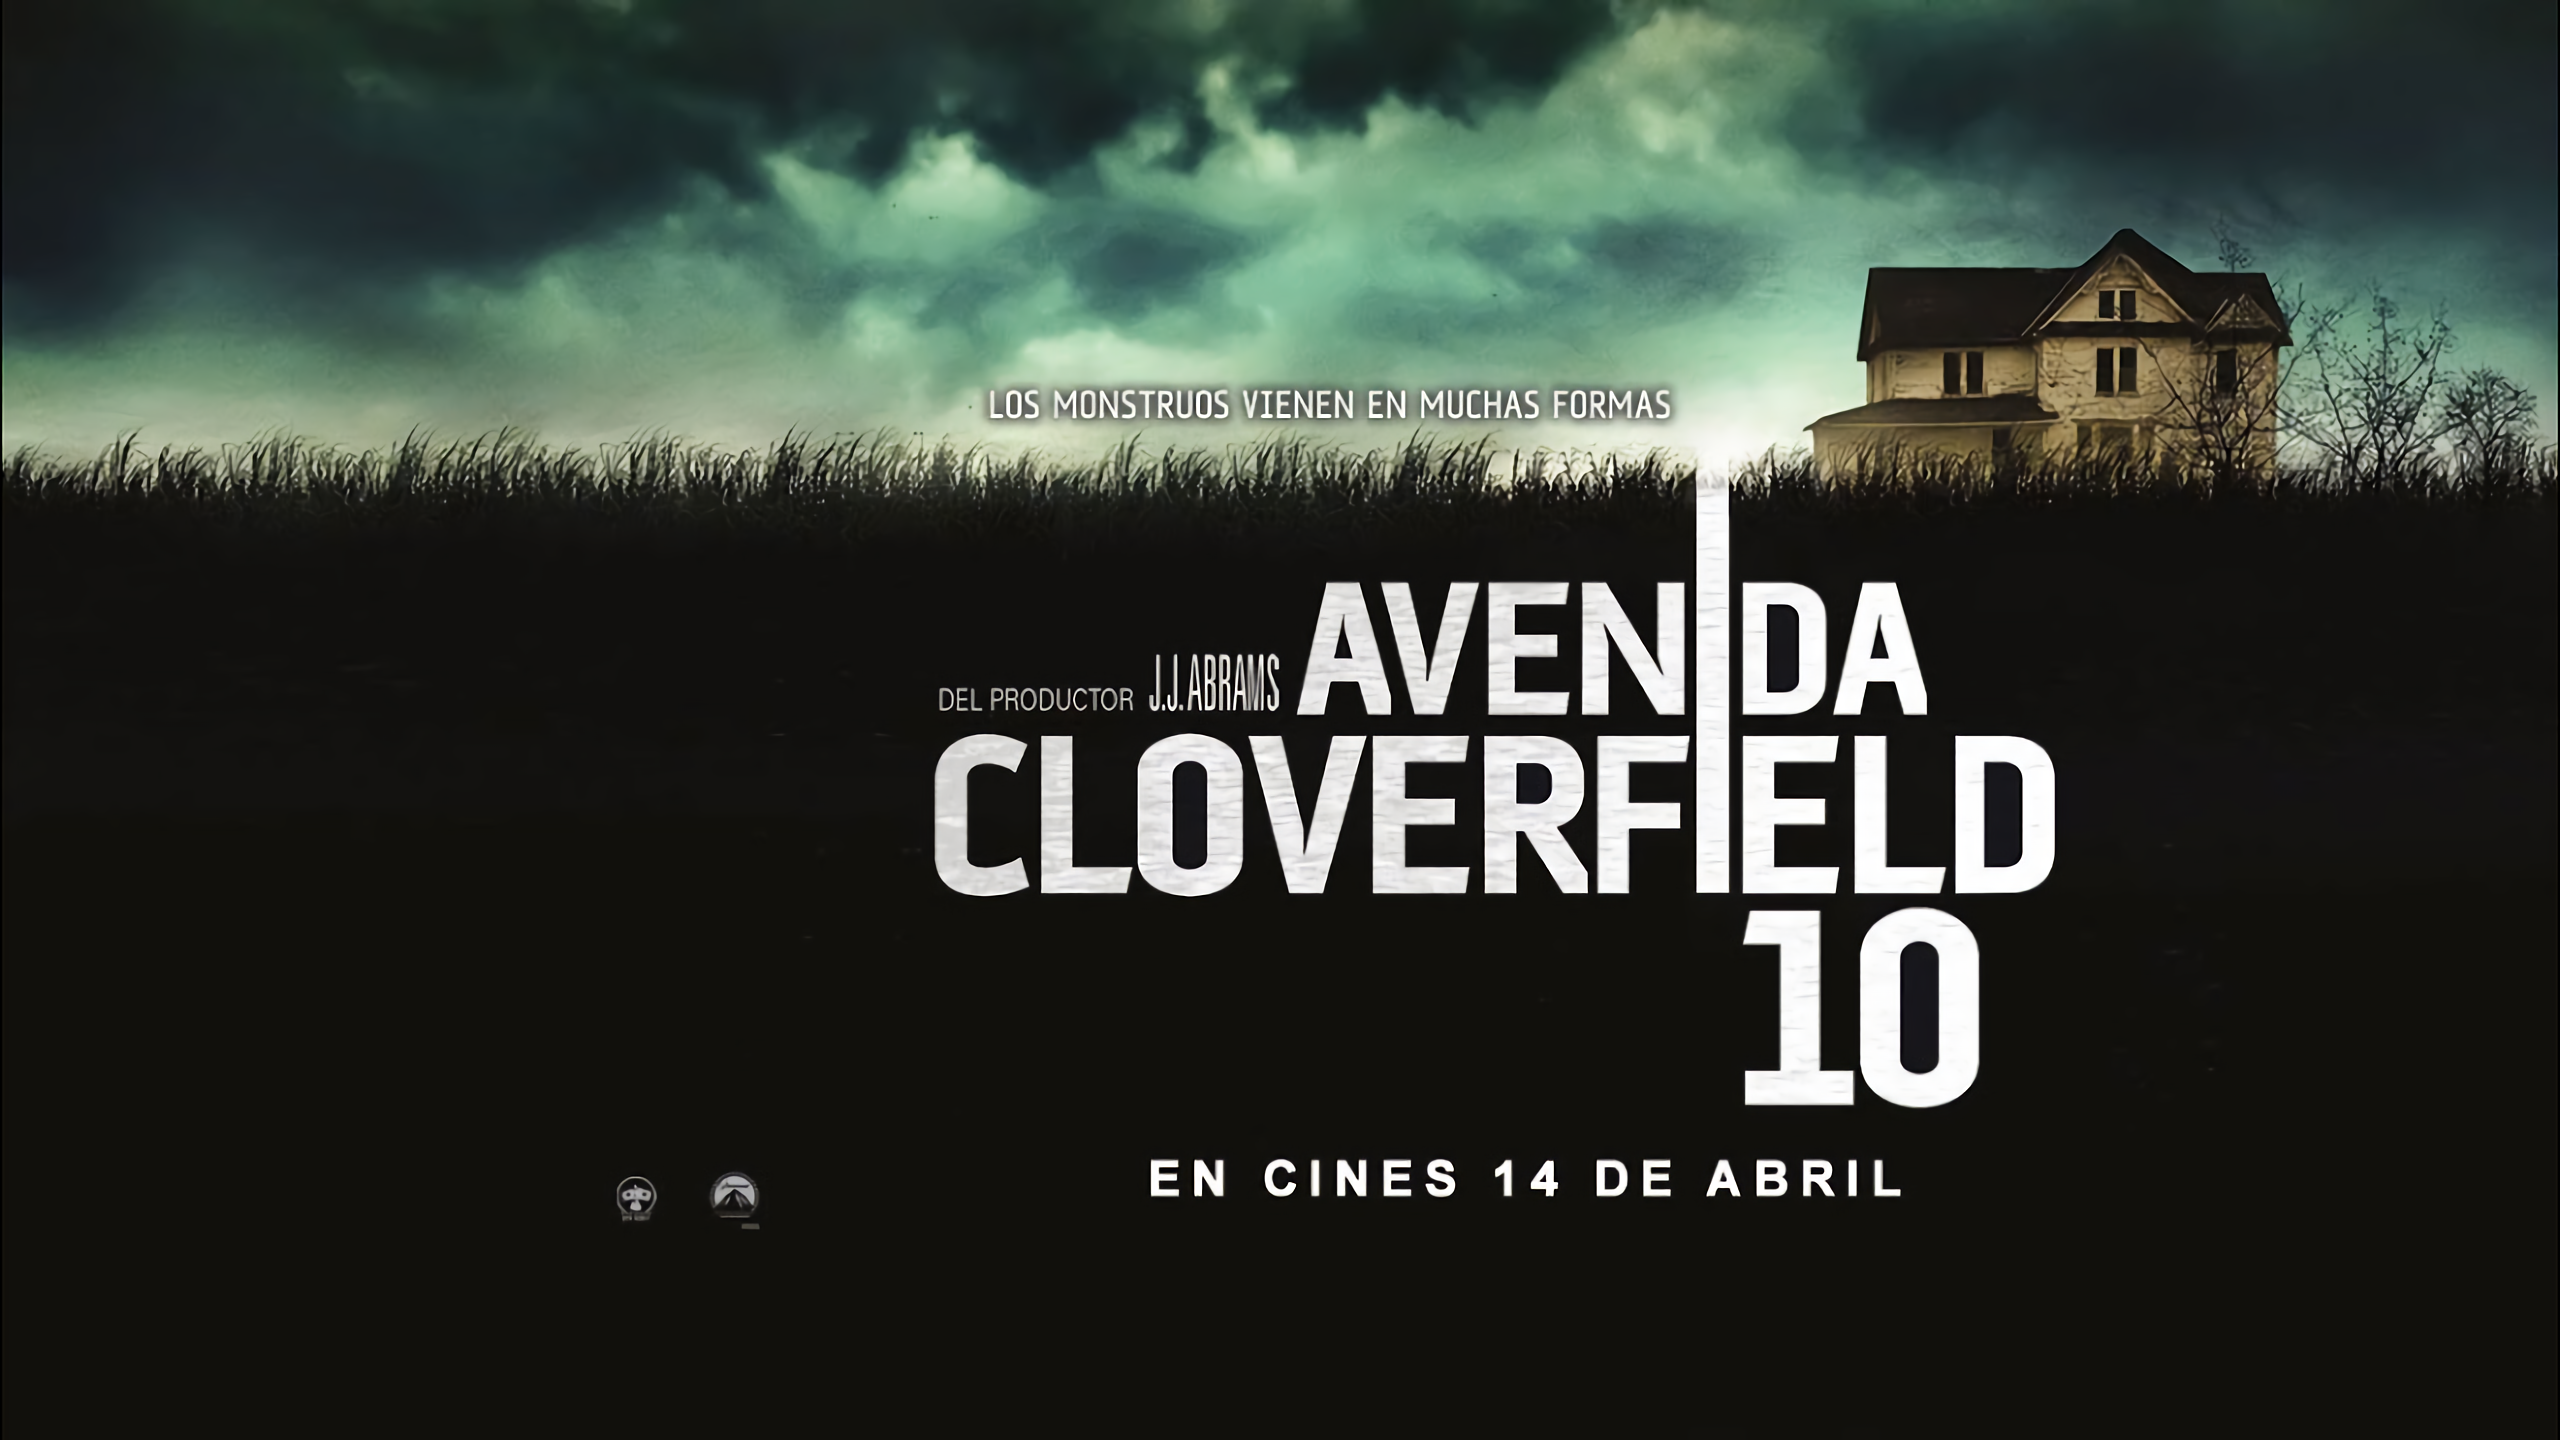 LOS MONSTRUOS VIENEN EN MUCHAS FORMAS
DEL PRODUCTOR J.J.ABRAMS AVENIDA
CLOVERFIELD
10
EN CINES 14 DE ABRIL